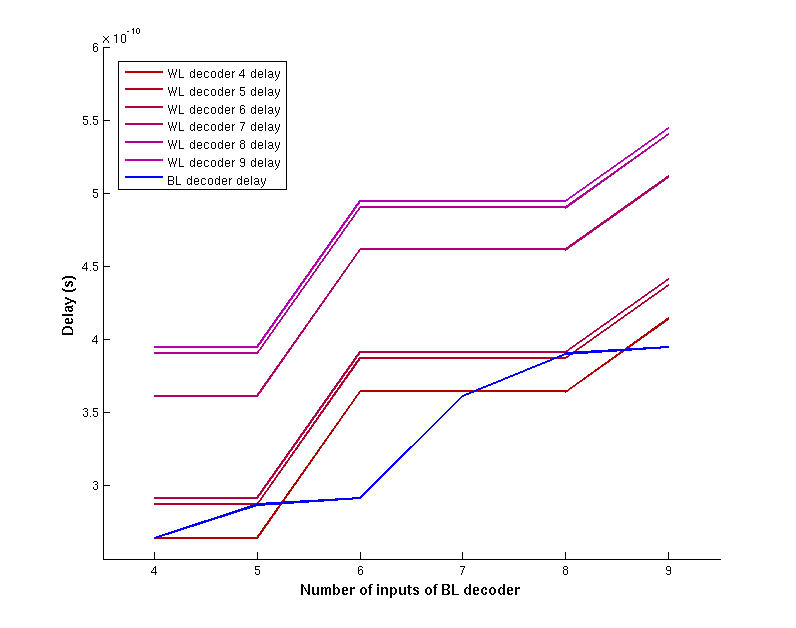 ×10^-10
6
5.5
5
4.5
4
3.5
3
Delay (s)
WL decoder 4 delay
WL decoder 5 delay
WL decoder 6 delay
WL decoder 7 delay
WL decoder 8 delay
WL decoder 9 delay
BL decoder delay
4 5 6 7 8 9
Number of inputs of BL decoder